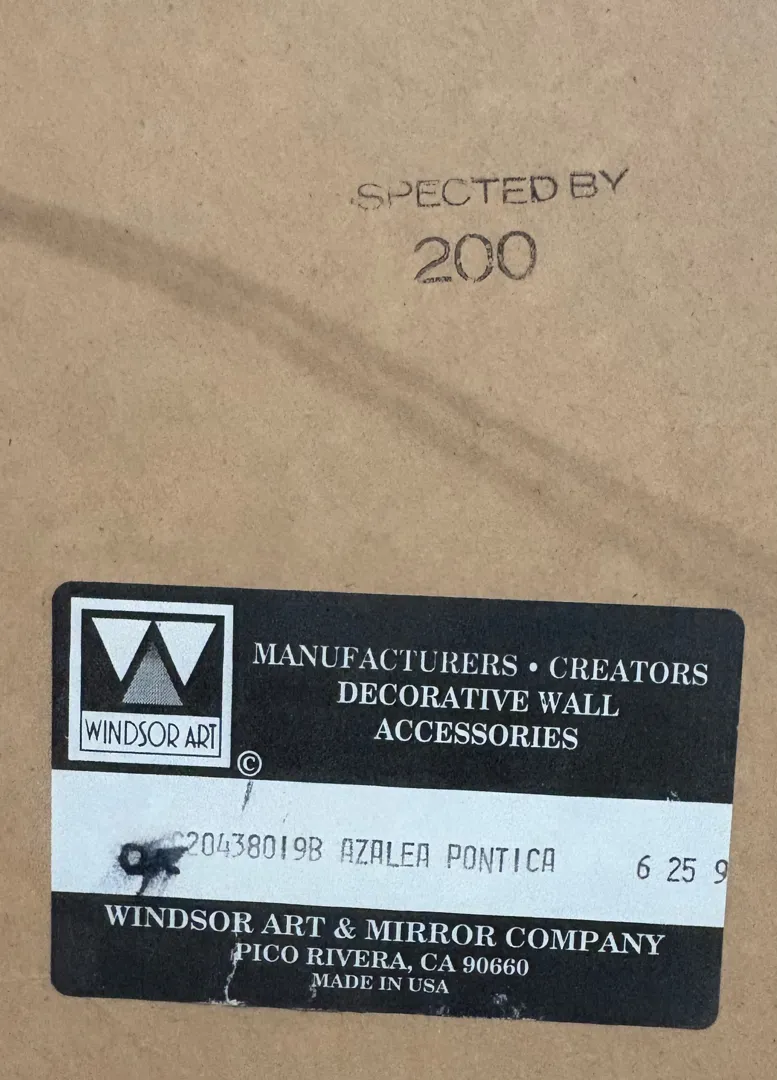 SPECTED BY
200
WINDSOR ART
©
MANUFACTURERS • CREATORS
DECORATIVE WALL
ACCESSORIES
20438019B AZALEA PONTICA 6 25 9
WINDSOR ART & MIRROR COMPANY
PICO RIVERA, CA 90660
MADE IN USA